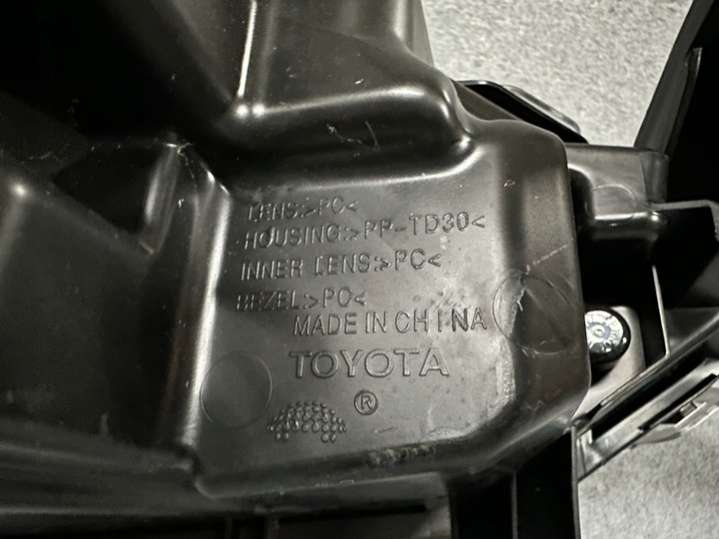 LENS>PC<
HOUSING>PP-TD30<
INNER LENS>PC<
BEZEL>PC<
MADE IN CHINA
TOYOTA
®